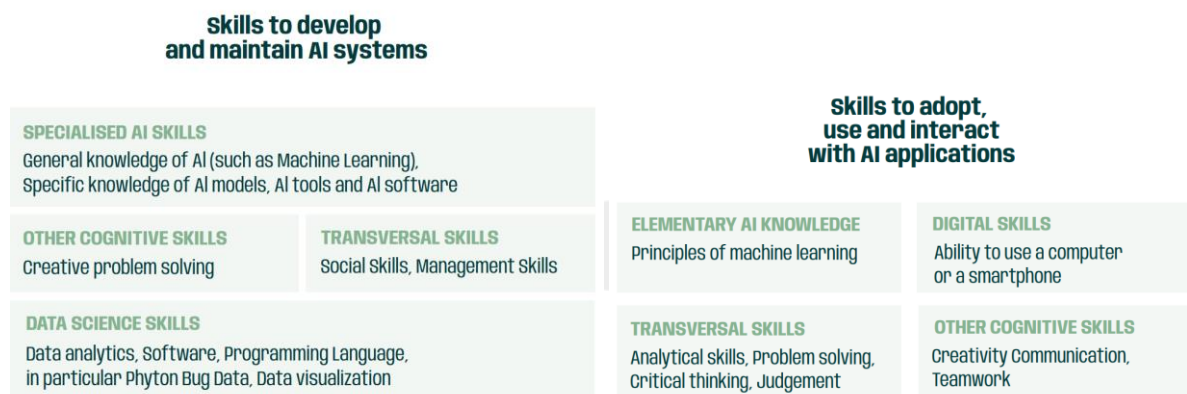 Skills to develop
and maintain AI systems
SPECIALISED AI SKILLS
General knowledge of AI (such as Machine Learning),
Specific knowledge of AI models, AI tools and AI software
OTHER COGNITIVE SKILLS
Creative problem solving
TRANSVERSAL SKILLS
Social Skills, Management Skills
DATA SCIENCE SKILLS
Data analytics, Software, Programming Language,
in particular Phyton Bug Data, Data visualization
Skills to adopt,
use and interact
with AI applications
ELEMENTARY AI KNOWLEDGE
Principles of machine learning
DIGITAL SKILLS
Ability to use a computer
or a smartphone
TRANSVERSAL SKILLS
Analytical skills, Problem solving,
Critical thinking, Judgement
OTHER COGNITIVE SKILLS
Creativity Communication,
Teamwork